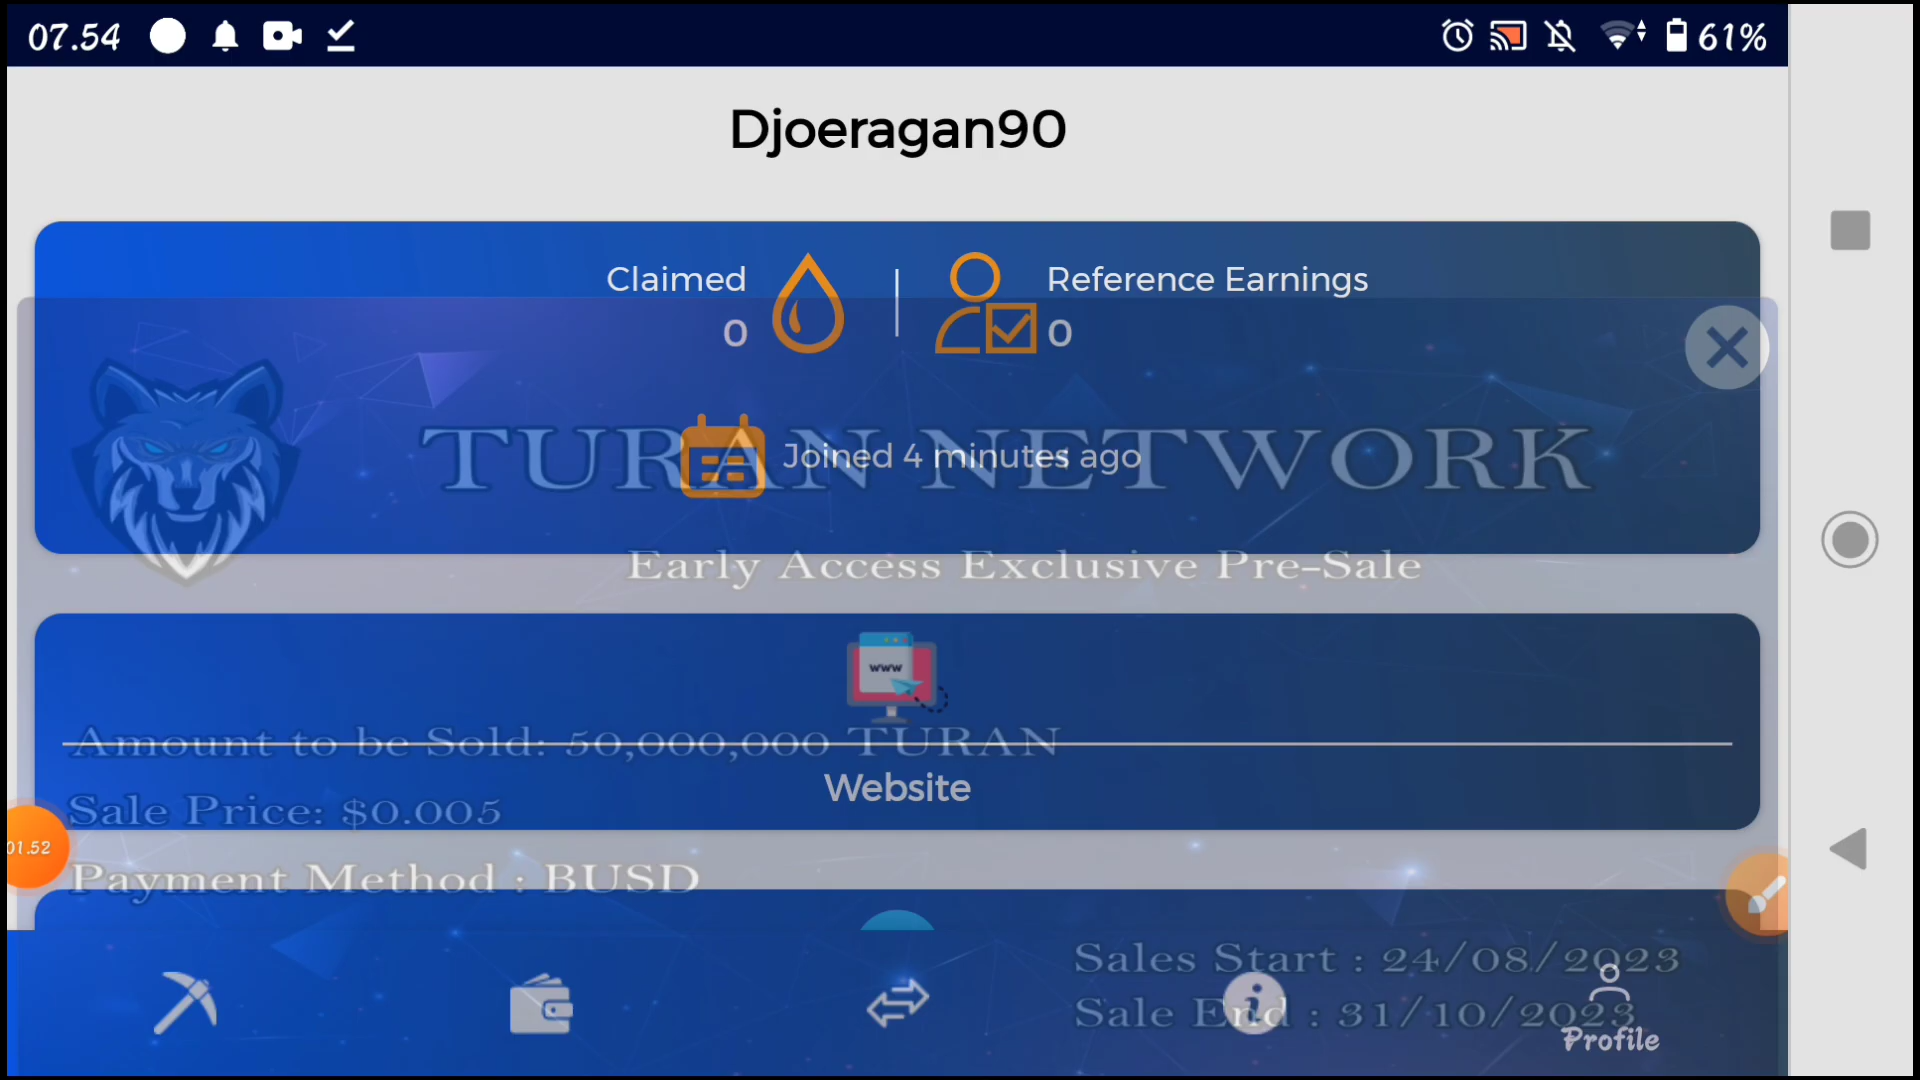 07.54
61%
Djoeragan90
Claimed
0
Reference Earnings
0
TURAN NETWORK
Joined 4 minutes ago
Early Access Exclusive Pre-Sale
www
Amount to be Sold: 50,000,000 TURAN
Website
Sale Price: $0.005
01.52
Payment Method : BUSD
Sales Start : 24/08/2023
Sale End : 31/10/2023
Profile